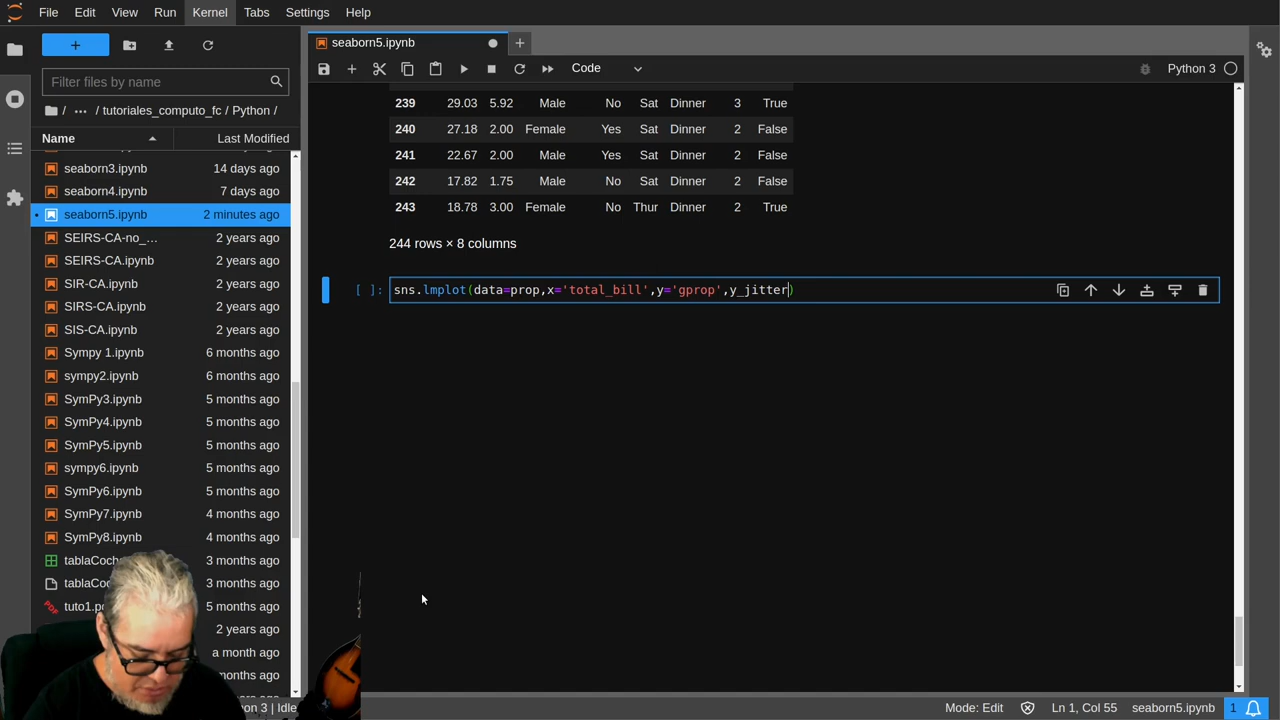 File Edit View Run Kernel Tabs Settings Help
seaborn5.ipynb
Filter files by name
/ ... / tutoriales_computo_fc / Python /
Code
Python 3
Name Last Modified
seaborn3.ipynb 14 days ago
seaborn4.ipynb 7 days ago
seaborn5.ipynb 2 minutes ago
SEIRS-CA-no_... 2 years ago
SEIRS-CA.ipynb 2 years ago
SIR-CA.ipynb 2 years ago
SIRS-CA.ipynb 2 years ago
SIS-CA.ipynb 2 years ago
Sympy 1.ipynb 6 months ago
sympy2.ipynb 6 months ago
SymPy3.ipynb 5 months ago
SymPy4.ipynb 5 months ago
SymPy5.ipynb 5 months ago
sympy6.ipynb 5 months ago
SymPy6.ipynb 5 months ago
SymPy7.ipynb 4 months ago
SymPy8.ipynb 4 months ago
3 months ago
3 months ago
5 months ago
2 years ago
a month ago
months ago
239 29.03 5.92 Male No Sat Dinner 3 True
240 27.18 2.00 Female Yes Sat Dinner 2 False
241 22.67 2.00 Male Yes Sat Dinner 2 False
242 17.82 1.75 Male No Sat Dinner 2 False
243 18.78 3.00 Female No Thur Dinner 2 True
244 rows × 8 columns
[ ]: sns.lmplot(data=prop,x='total_bill',y='gprop',y_jitter)
3 | Idle
Mode: Edit
Ln 1, Col 55
seaborn5.ipynb
1